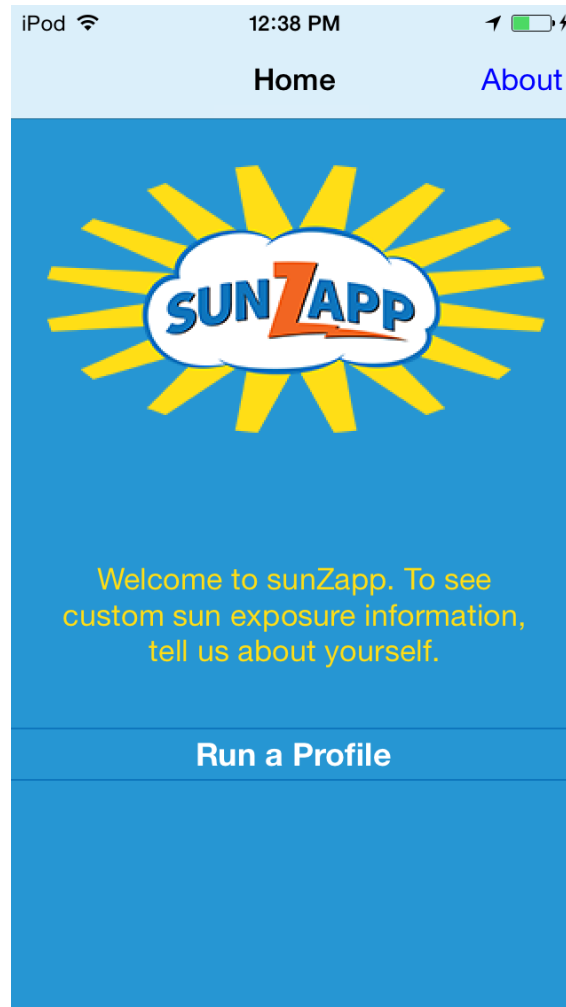 iPod 12:38 PM
Home About
SUNZAPP
Welcome to sunZapp. To see
custom sun exposure information,
tell us about yourself.
Run a Profile